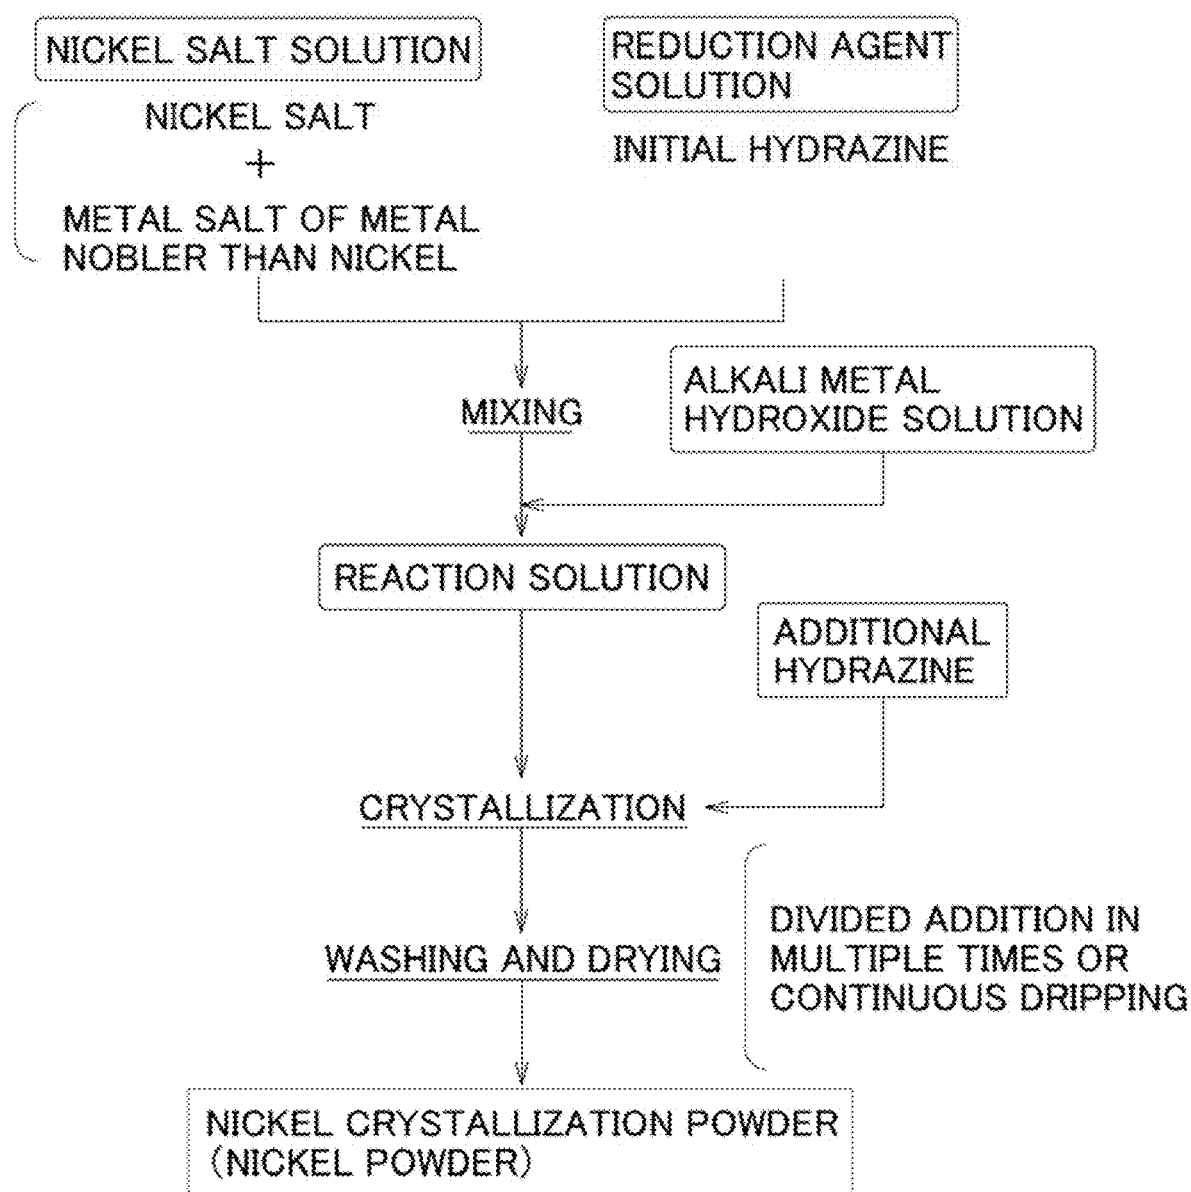 NICKEL SALT SOLUTION
NICKEL SALT
+
METAL SALT OF METAL
NOBLER THAN NICKEL
REDUCTION AGENT
SOLUTION
INITIAL HYDRAZINE
MIXING
ALKALI METAL
HYDROXIDE SOLUTION
REACTION SOLUTION
ADDITIONAL
HYDRAZINE
CRYSTALLIZATION
DIVIDED ADDITION IN
MULTIPLE TIMES OR
CONTINUOUS DRIPPING
WASHING AND DRYING
NICKEL CRYSTALLIZATION POWDER
(NICKEL POWDER)